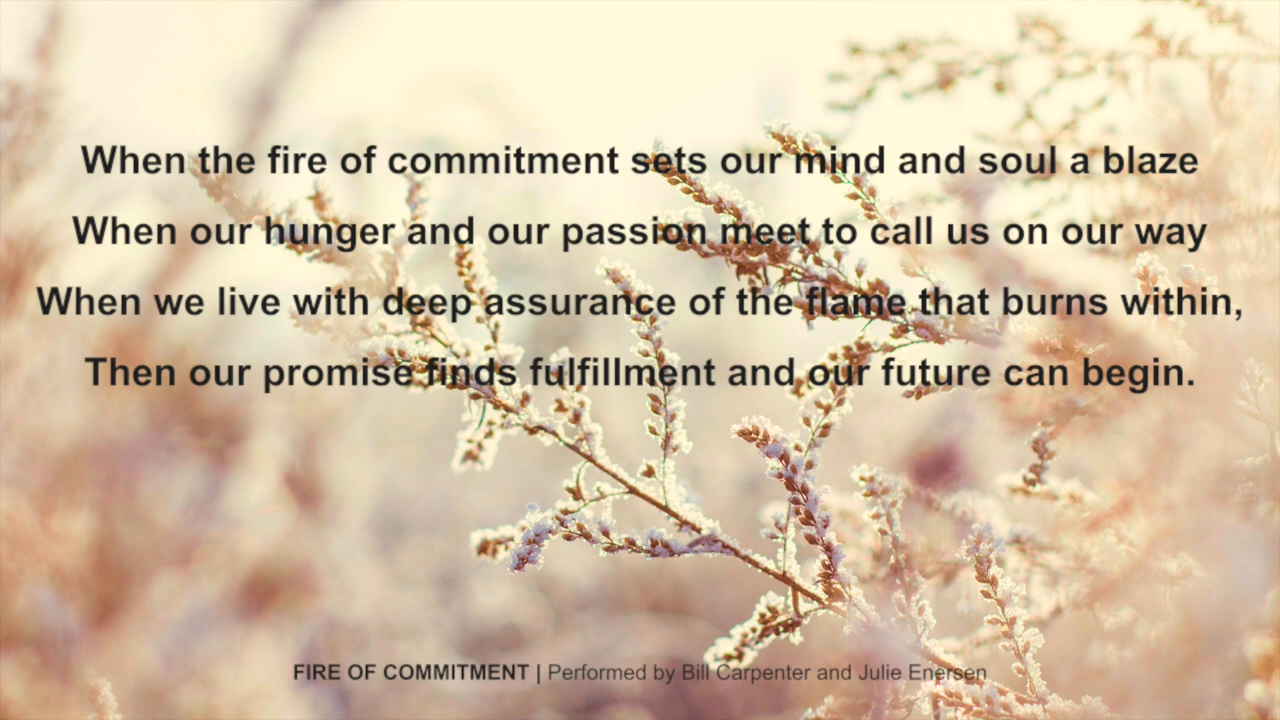 When the fire of commitment sets our mind and soul a blaze
When our hunger and our passion meet to call us on our way
When we live with deep assurance of the flame that burns within,
Then our promise finds fulfillment and our future can begin.
FIRE OF COMMITMENT | Performed by Bill Carpenter and Julie Enersen